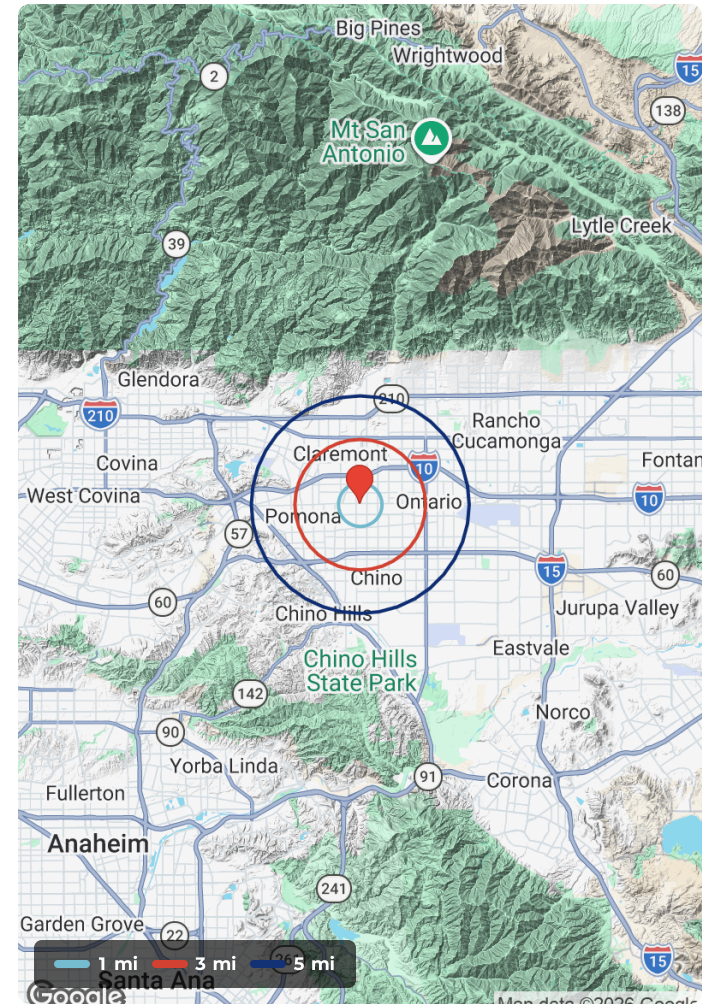 Big Pines
Wrightwood
15
2
138
Mt San
Antonio
Lytle Creek
39
Glendora
210
210
Rancho
Cucamonga
Claremont
Covina
10
Fontan
West Covina
Ontario
10
Pomona
57
15
Chino
60
60
Chino Hills
Jurupa Valley
Eastvale
Chino Hills
State Park
142
Norco
90
Yorba Linda
91
Corona
Fullerton
Anaheim
241
Garden Grove
22
15
1 mi
3 mi
5 mi
Santa Ana
Google
Map data ©2026 Google